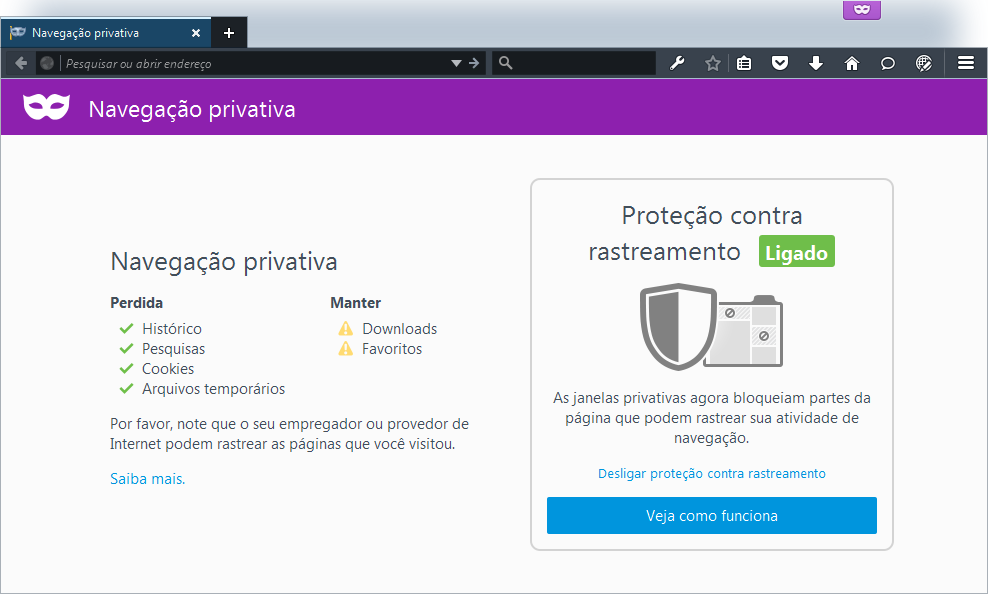 Navegação privativa
Pesquisar ou abrir endereço
Navegação privativa
Navegação privativa
Perdida
Histórico
Pesquisas
Cookies
Arquivos temporários
Manter
Downloads
Favoritos
Por favor, note que o seu empregador ou provedor de
Internet podem rastrear as páginas que você visitou.
Saiba mais.
Proteção contra
rastreamento Ligado
As janelas privativas agora bloqueiam partes da
página que podem rastrear sua atividade de
navegação.
Desligar proteção contra rastreamento
Veja como funciona